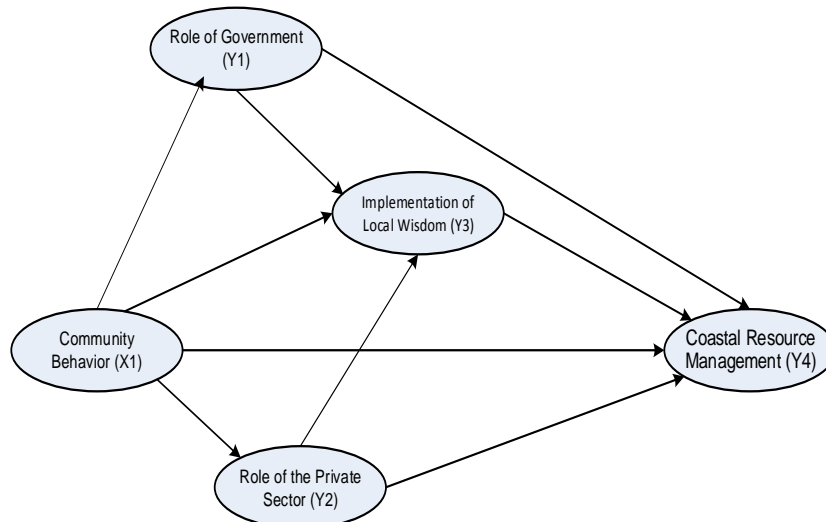 Role of Government
(Y1)
Implementation of
Local Wisdom (Y3)
Community
Behavior (X1)
Coastal Resource
Management (Y4)
Role of the Private
Sector (Y2)